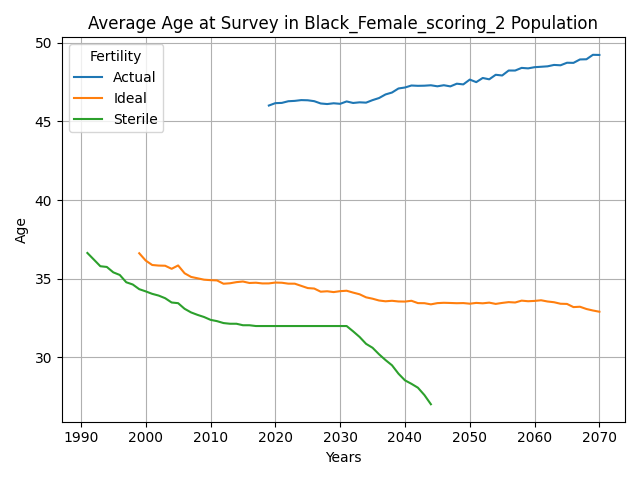 Average Age at Survey in Black_Female_scoring_2 Population
Fertility
Actual
Ideal
Sterile
50
45
40
35
30
Age
1990 2000 2010 2020 2030 2040 2050 2060 2070
Years